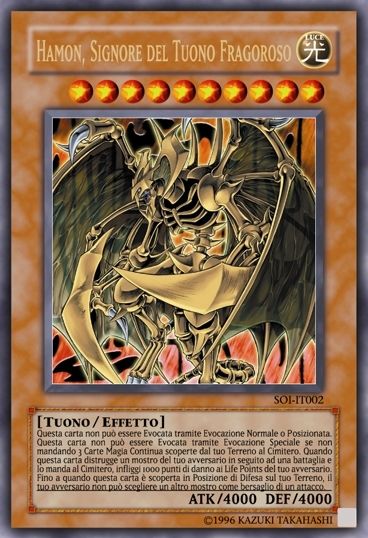 Hamon, Signore del Tuono Fragoroso
LUCE
光
SOI-IT002
[Tuono/Effetto]
Questa carta non può essere Evocata tramite Evocazione Normale o Posizionata.
Questa carta non può essere Evocata tramite Evocazione Speciale se non
mandando 3 Carte Magia Continua scoperte dal tuo Terreno al Cimitero. Quando
questa carta distrugge un mostro del tuo avversario in seguito ad una battaglia e
lo manda al Cimitero, infliggi 1000 punti di danno ai Life Points del tuo avversario.
Fino a quando questa carta è scoperta in Posizione di Difesa sul tuo Terreno, il
tuo avversario non può scegliere un altro mostro come bersaglio di un attacco.
ATK/4000 DEF/4000
©1996 KAZUKI TAKAHASHI